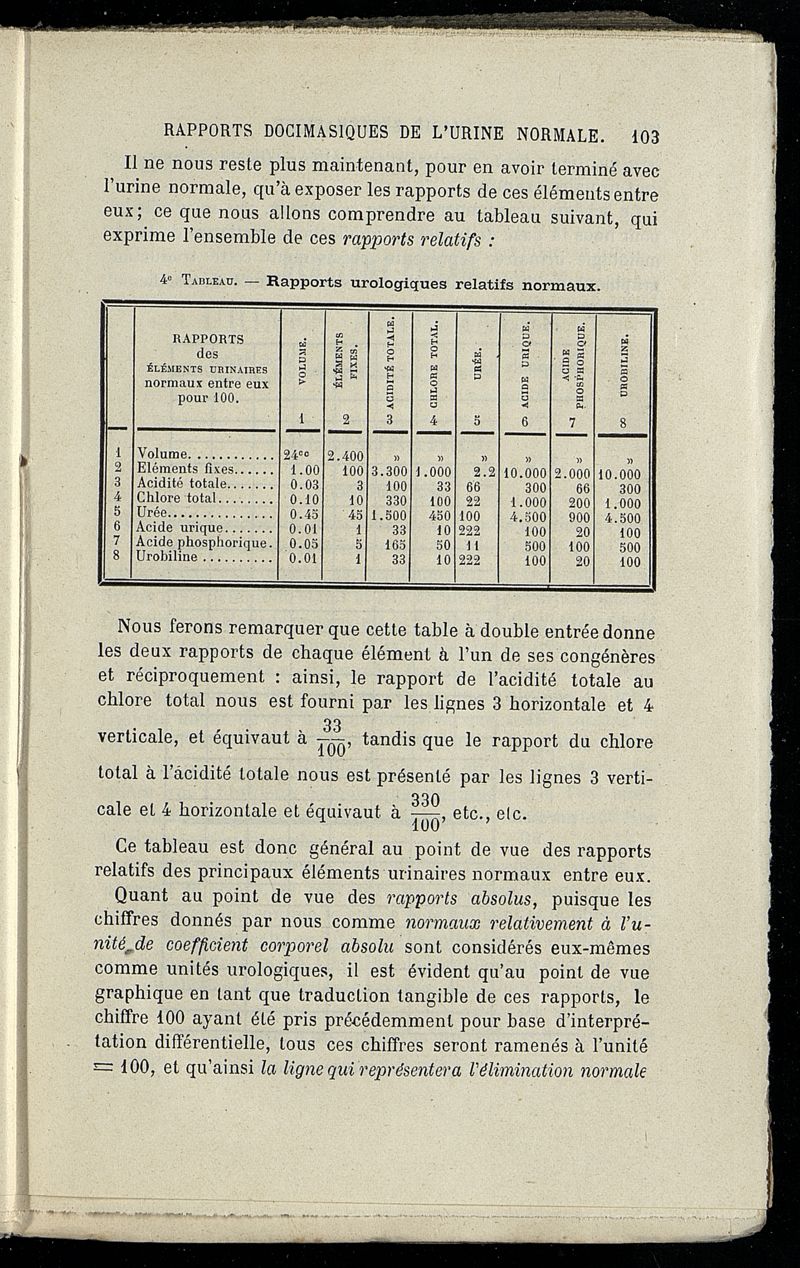 RAPPORTS DOCIMASIQUES DE L'URINE NORMALE. 103
Il ne nous reste plus maintenant, pour en avoir terminé avec
l'urine normale, qu'à exposer les rapports de ces éléments entre
eux; ce que nous allons comprendre au tableau suivant, qui
exprime l'ensemble de ces rapports relatifs :
4e TABLEAU. — Rapports urologiques relatifs normaux.
RAPPORTS
des
ÉLÉMENTS URINAIRES
normaux entre eux
pour 100.
VOLUME. 1
ÉLÉMENTS FIXES. 2
ACIDITÉ TOTALE. 3
CHLORE TOTAL. 4
URÉE. 5
ACIDE URIQUE. 6
ACIDE PHOSPHORIQUE. 7
UROBILINE. 8
1 Volume............ 24cc 2.400 » » » » » »
2 Eléments fixes...... 1.00 100 3.300 1.000 2.2 10.000 2.000 10.000
3 Acidité totale....... 0.03 3 100 33 66 300 66 300
4 Chlore total........ 0.10 10 330 100 22 1.000 200 1.000
5 Urée............... 0.45 45 1.500 450 100 4.500 900 4.500
6 Acide urique....... 0.01 1 33 10 222 100 20 100
7 Acide phosphorique. 0.05 5 165 50 11 500 100 500
8 Urobiline .......... 0.01 1 33 10 222 100 20 100
Nous ferons remarquer que cette table à double entrée donne
les deux rapports de chaque élément à l'un de ses congénères
et réciproquement : ainsi, le rapport de l'acidité totale au
chlore total nous est fourni par les lignes 3 horizontale et 4
verticale, et équivaut à 33/100, tandis que le rapport du chlore
total à l'acidité totale nous est présenté par les lignes 3 verti-
cale et 4 horizontale et équivaut à 330/100, etc., etc.
Ce tableau est donc général au point de vue des rapports
relatifs des principaux éléments urinaires normaux entre eux.
Quant au point de vue des rapports absolus, puisque les
chiffres donnés par nous comme normaux relativement à l'u-
nité de coefficient corporel absolu sont considérés eux-mêmes
comme unités urologiques, il est évident qu'au point de vue
graphique en tant que traduction tangible de ces rapports, le
chiffre 100 ayant été pris précédemment pour base d'interpré-
tation différentielle, tous ces chiffres seront ramenés à l'unité
= 100, et qu'ainsi la ligne qui représentera l'élimination normale